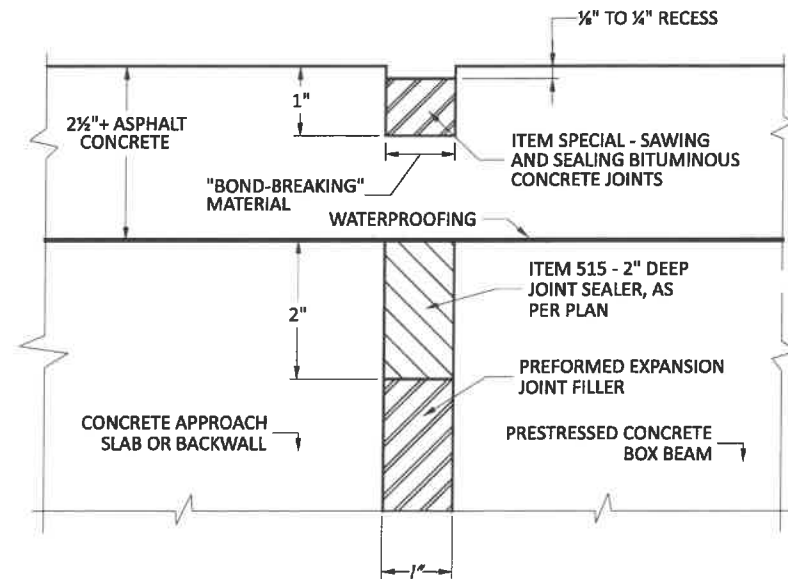 ⅛" TO ¼" RECESS
1"
2½"+ ASPHALT
CONCRETE
ITEM SPECIAL - SAWING
AND SEALING BITUMINOUS
CONCRETE JOINTS
"BOND-BREAKING"
MATERIAL
WATERPROOFING
ITEM 515 - 2" DEEP
JOINT SEALER, AS
PER PLAN
2"
PREFORMED EXPANSION
JOINT FILLER
CONCRETE APPROACH
SLAB OR BACKWALL
PRESTRESSED CONCRETE
BOX BEAM
1"